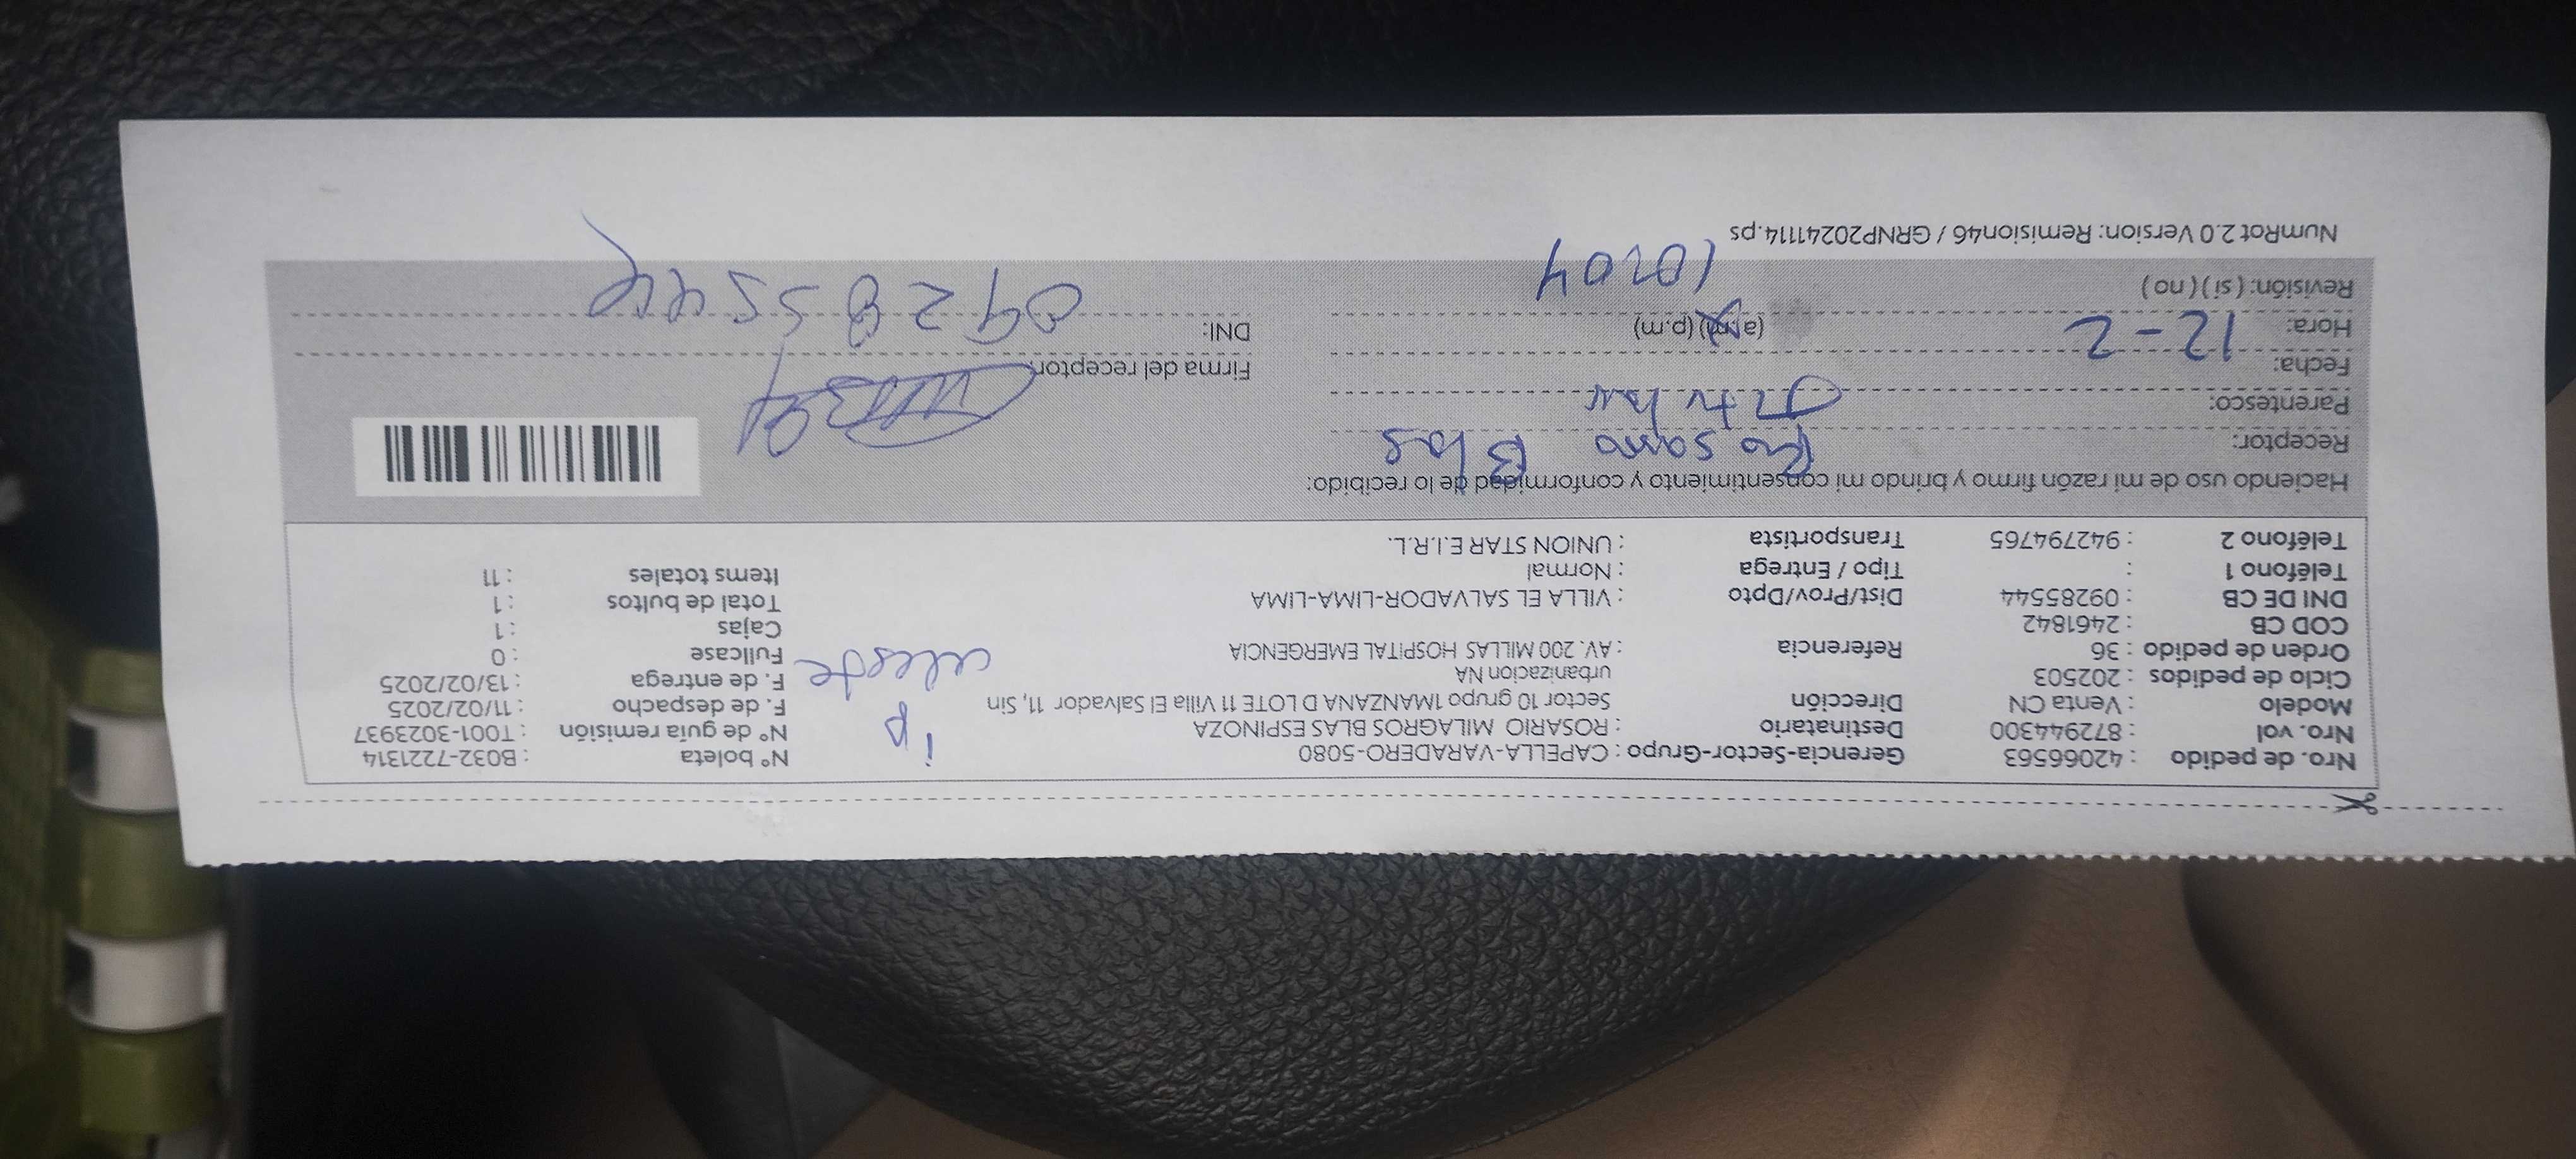 Nro. de pedido : 42066563 Gerencia-Sector-Grupo : CAPELLA-VARADERO-5080 N° boleta : B032-7221314
Nro. vol : 872944300 Destinatario : ROSARIO MILAGROS BLAS ESPINOZA N° de guía remisión : T001-3023937
Modelo : Venta CN Dirección Sector 10 grupo 1MANZANA D LOTE 11 Villa El Salvador 11, Sin F. de despacho : 11/02/2025
Ciclo de pedidos : 202503 urbanizacion NA F. de entrega : 13/02/2025
Orden de pedido : 36 Referencia : AV. 200 MILLAS HOSPITAL EMERGENCIA Fullcase : 0
COD CB : 2461842 Cajas : 1
DNI DE CB : 09285544 Dist/Prov/Dpto : VILLA EL SALVADOR-LIMA-LIMA Total de bultos : 1
Teléfono 1 : Tipo / Entrega : Normal Items totales : 11
Teléfono 2 : 942794765 Transportista : UNION STAR E.I.R.L.
ip
celeste
Haciendo uso de mi razón firmo y brindo mi consentimiento y conformidad de lo recibido:
Receptor: Blas
Parentesco: Titular
Fecha: 12-2 Firma del receptor:
Hora: (a.m) (p.m) 10:04 DNI: 09285544
Revisión: ( si ) ( no )
NumRot 2.0 Version: Remision46 / GRNP20241114.ps